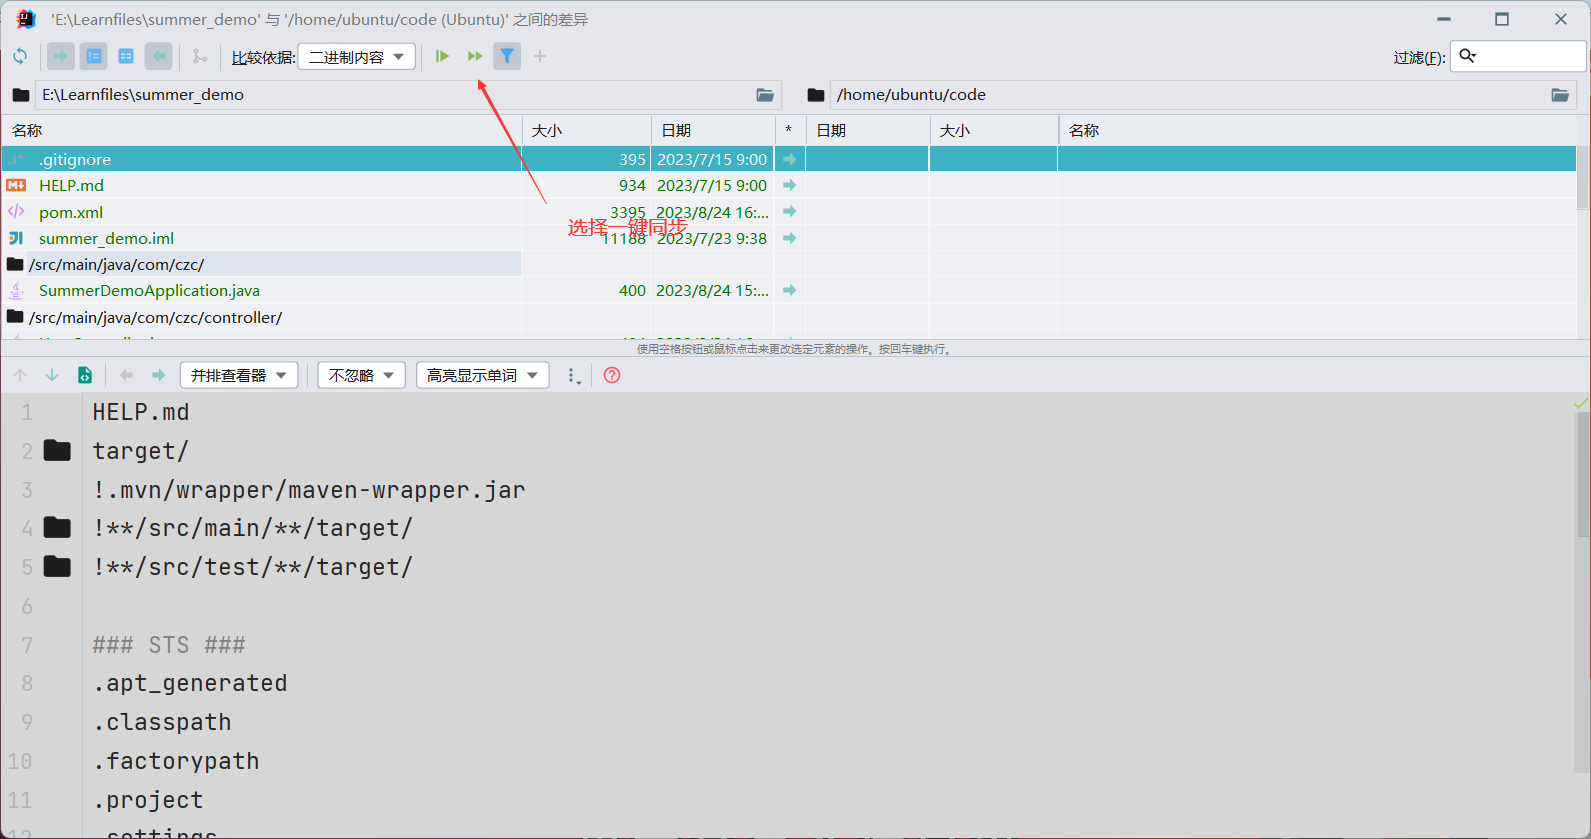 'E:\Learnfiles\summer_demo' 与 '/home/ubuntu/code (Ubuntu)' 之间的差异
比较依据: 二进制内容 过滤(F):
E:\Learnfiles\summer_demo /home/ubuntu/code
名称 大小 日期 * 日期 大小 名称
.gitignore 395 2023/7/15 9:00
HELP.md 934 2023/7/15 9:00
pom.xml 3395 2023/8/24 16:...
选择一键同步
summer_demo.iml 11188 2023/7/23 9:38
/src/main/java/com/czc/
SummerDemoApplication.java 400 2023/8/24 15:...
/src/main/java/com/czc/controller/
使用空格按钮或鼠标点击来更改选定元素的操作。按回车键执行。
并排查看器 不忽略 高亮显示单词
1 HELP.md
2 target/
3 !.mvn/wrapper/maven-wrapper.jar
4 !**/src/main/**/target/
5 !**/src/test/**/target/
6
7 ### STS ###
8 .apt_generated
9 .classpath
10 .factorypath
11 .project
12 .settings